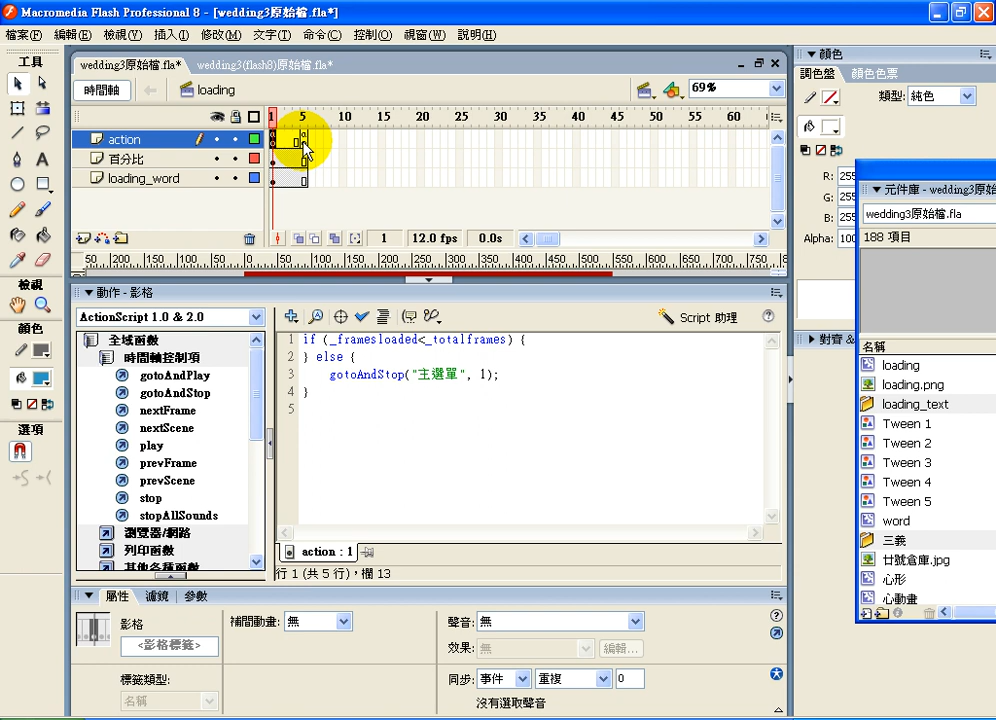 Macromedia Flash Professional 8 - [wedding3原始檔.fla*]
檔案(F) 編輯(E) 檢視(V) 插入(I) 修改(M) 文字(T) 命令(C) 控制(O) 視窗(W) 說明(H)
工具
wedding3原始檔.fla* wedding3(flash8)原始檔.fla*
時間軸 loading 69%
1 5 10 15 20 25 30 35 40 45 50 55 60
action
百分比
loading_word
1 12.0 fps 0.0s
檢視
顏色
選項
動作 - 影格
ActionScript 1.0 & 2.0
Script 助理
全域函數
時間軸控制項
gotoAndPlay
gotoAndStop
nextFrame
nextScene
play
prevFrame
prevScene
stop
stopAllSounds
瀏覽器/網路
列印函數
其他各種函數
1 if (_framesloaded<_totalframes) {
2 } else {
3 gotoAndStop("主選單", 1);
4 }
5
action : 1
行 1 (共 5 行)，欄 13
屬性 濾鏡 參數
影格
<影格標籤>
標籤類型:
名稱
補間動畫: 無
聲音: 無
效果: 無 編輯...
同步: 事件 重複 0
沒有選取聲音
顏色
調色盤 顏色色票
類型: 純色
R: 255
G: 255
B: 255
Alpha: 100
對齊 &
元件庫 - wedding3原始
wedding3原始檔.fla
188 項目
名稱
loading
loading.png
loading_text
Tween 1
Tween 2
Tween 3
Tween 4
Tween 5
word
三義
廿號倉庫.jpg
心形
心動畫